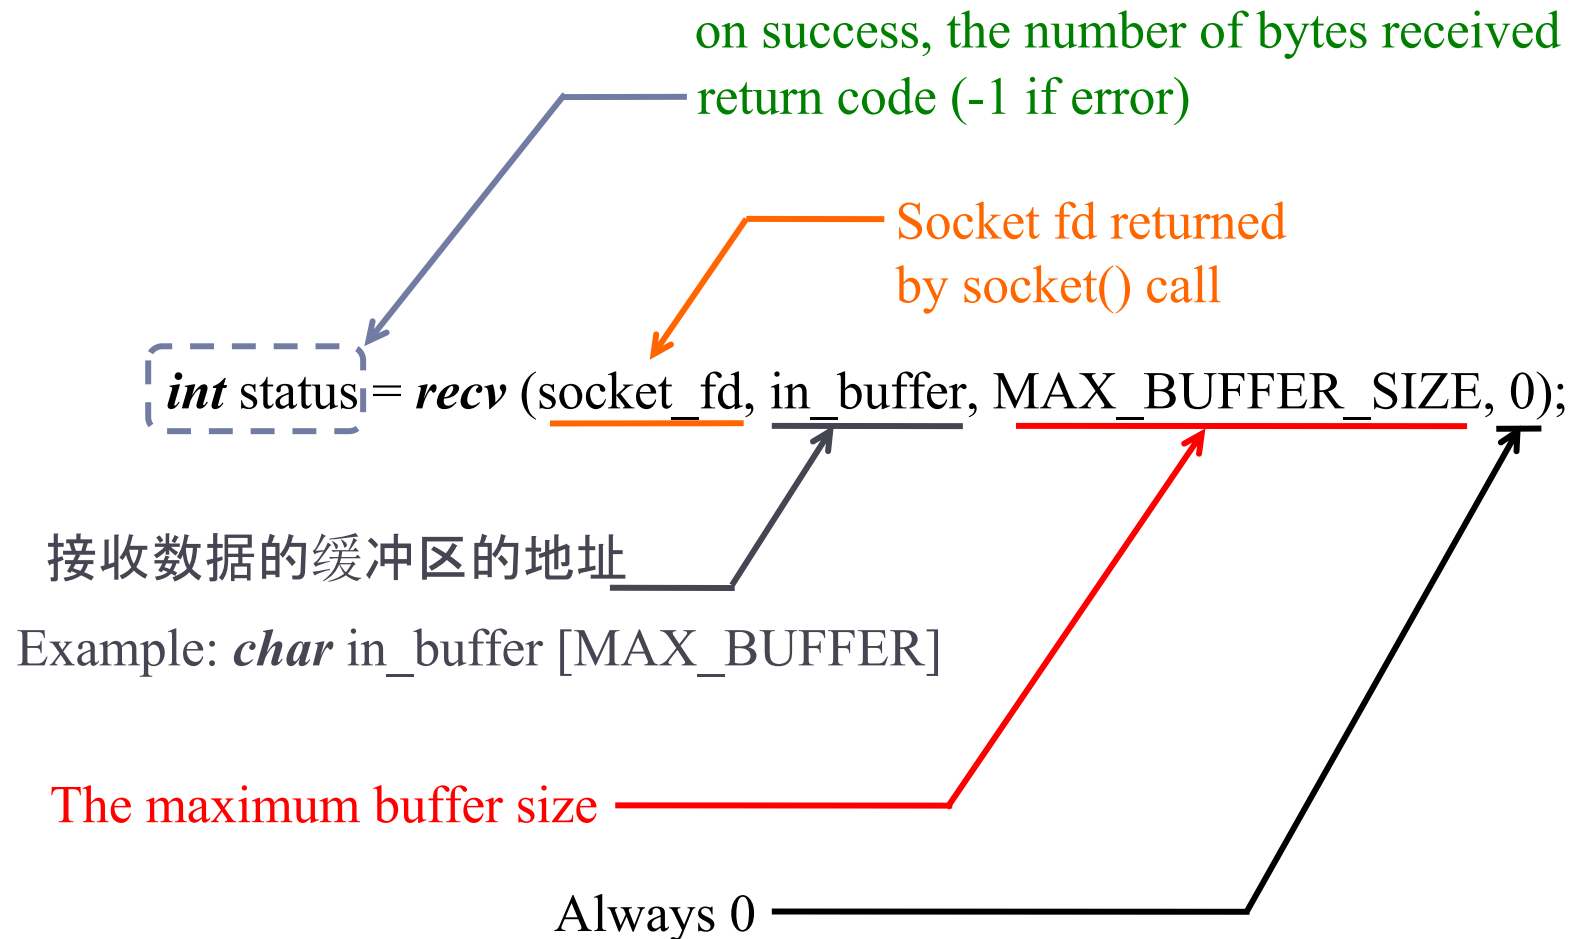 on success, the number of bytes received
return code (-1 if error)
Socket fd returned
by socket() call
int status = recv (socket_fd, in_buffer, MAX_BUFFER_SIZE, 0);
接收数据的缓冲区的地址
Example: char in_buffer [MAX_BUFFER]
The maximum buffer size
Always 0